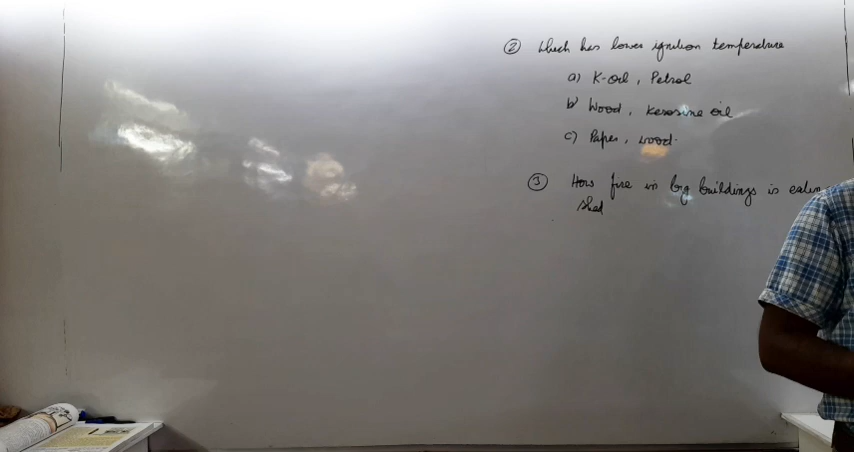 ② Which has lower ignition temperature
a) K-oil, Petrol
b) Wood, Kerosine oil
c) Paper, wood.
③ How fire in big buildings is
shed